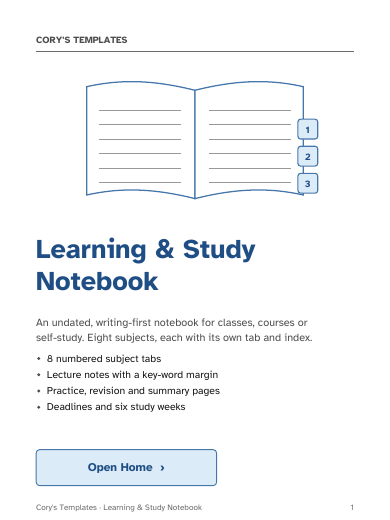 CORY'S TEMPLATES
1
2
3
Learning & Study
Notebook
An undated, writing-first notebook for classes, courses or
self-study. Eight subjects, each with its own tab and index.
• 8 numbered subject tabs
• Lecture notes with a key-word margin
• Practice, revision and summary pages
• Deadlines and six study weeks
Open Home ›
Cory's Templates · Learning & Study Notebook 1